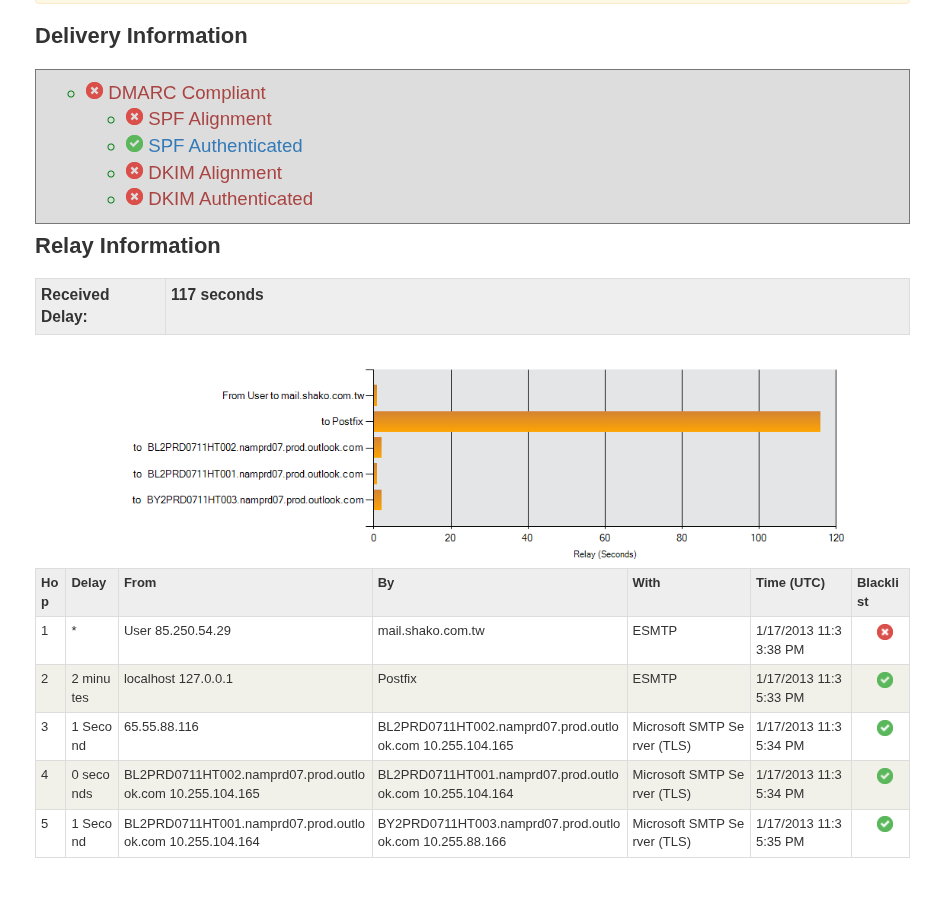 Delivery Information
DMARC Compliant
SPF Alignment
SPF Authenticated
DKIM Alignment
DKIM Authenticated
Relay Information
Received Delay: 117 seconds
From User to mail.shako.com.tw
to Postfix
to BL2PRD0711HT002.namprd07.prod.outlook.com
to BL2PRD0711HT001.namprd07.prod.outlook.com
to BY2PRD0711HT003.namprd07.prod.outlook.com
0 20 40 60 80 100 120
Relay (Seconds)
Hop Delay From By With Time (UTC) Blacklist
1 * User 85.250.54.29 mail.shako.com.tw ESMTP 1/17/2013 11:33:38 PM
2 2 minutes localhost 127.0.0.1 Postfix ESMTP 1/17/2013 11:35:33 PM
3 1 Second 65.55.88.116 BL2PRD0711HT002.namprd07.prod.outlook.com 10.255.104.165 Microsoft SMTP Server (TLS) 1/17/2013 11:35:34 PM
4 0 seconds BL2PRD0711HT002.namprd07.prod.outlook.com 10.255.104.165 BL2PRD0711HT001.namprd07.prod.outlook.com 10.255.104.164 Microsoft SMTP Server (TLS) 1/17/2013 11:35:34 PM
5 1 Second BL2PRD0711HT001.namprd07.prod.outlook.com 10.255.104.164 BY2PRD0711HT003.namprd07.prod.outlook.com 10.255.88.166 Microsoft SMTP Server (TLS) 1/17/2013 11:35:35 PM